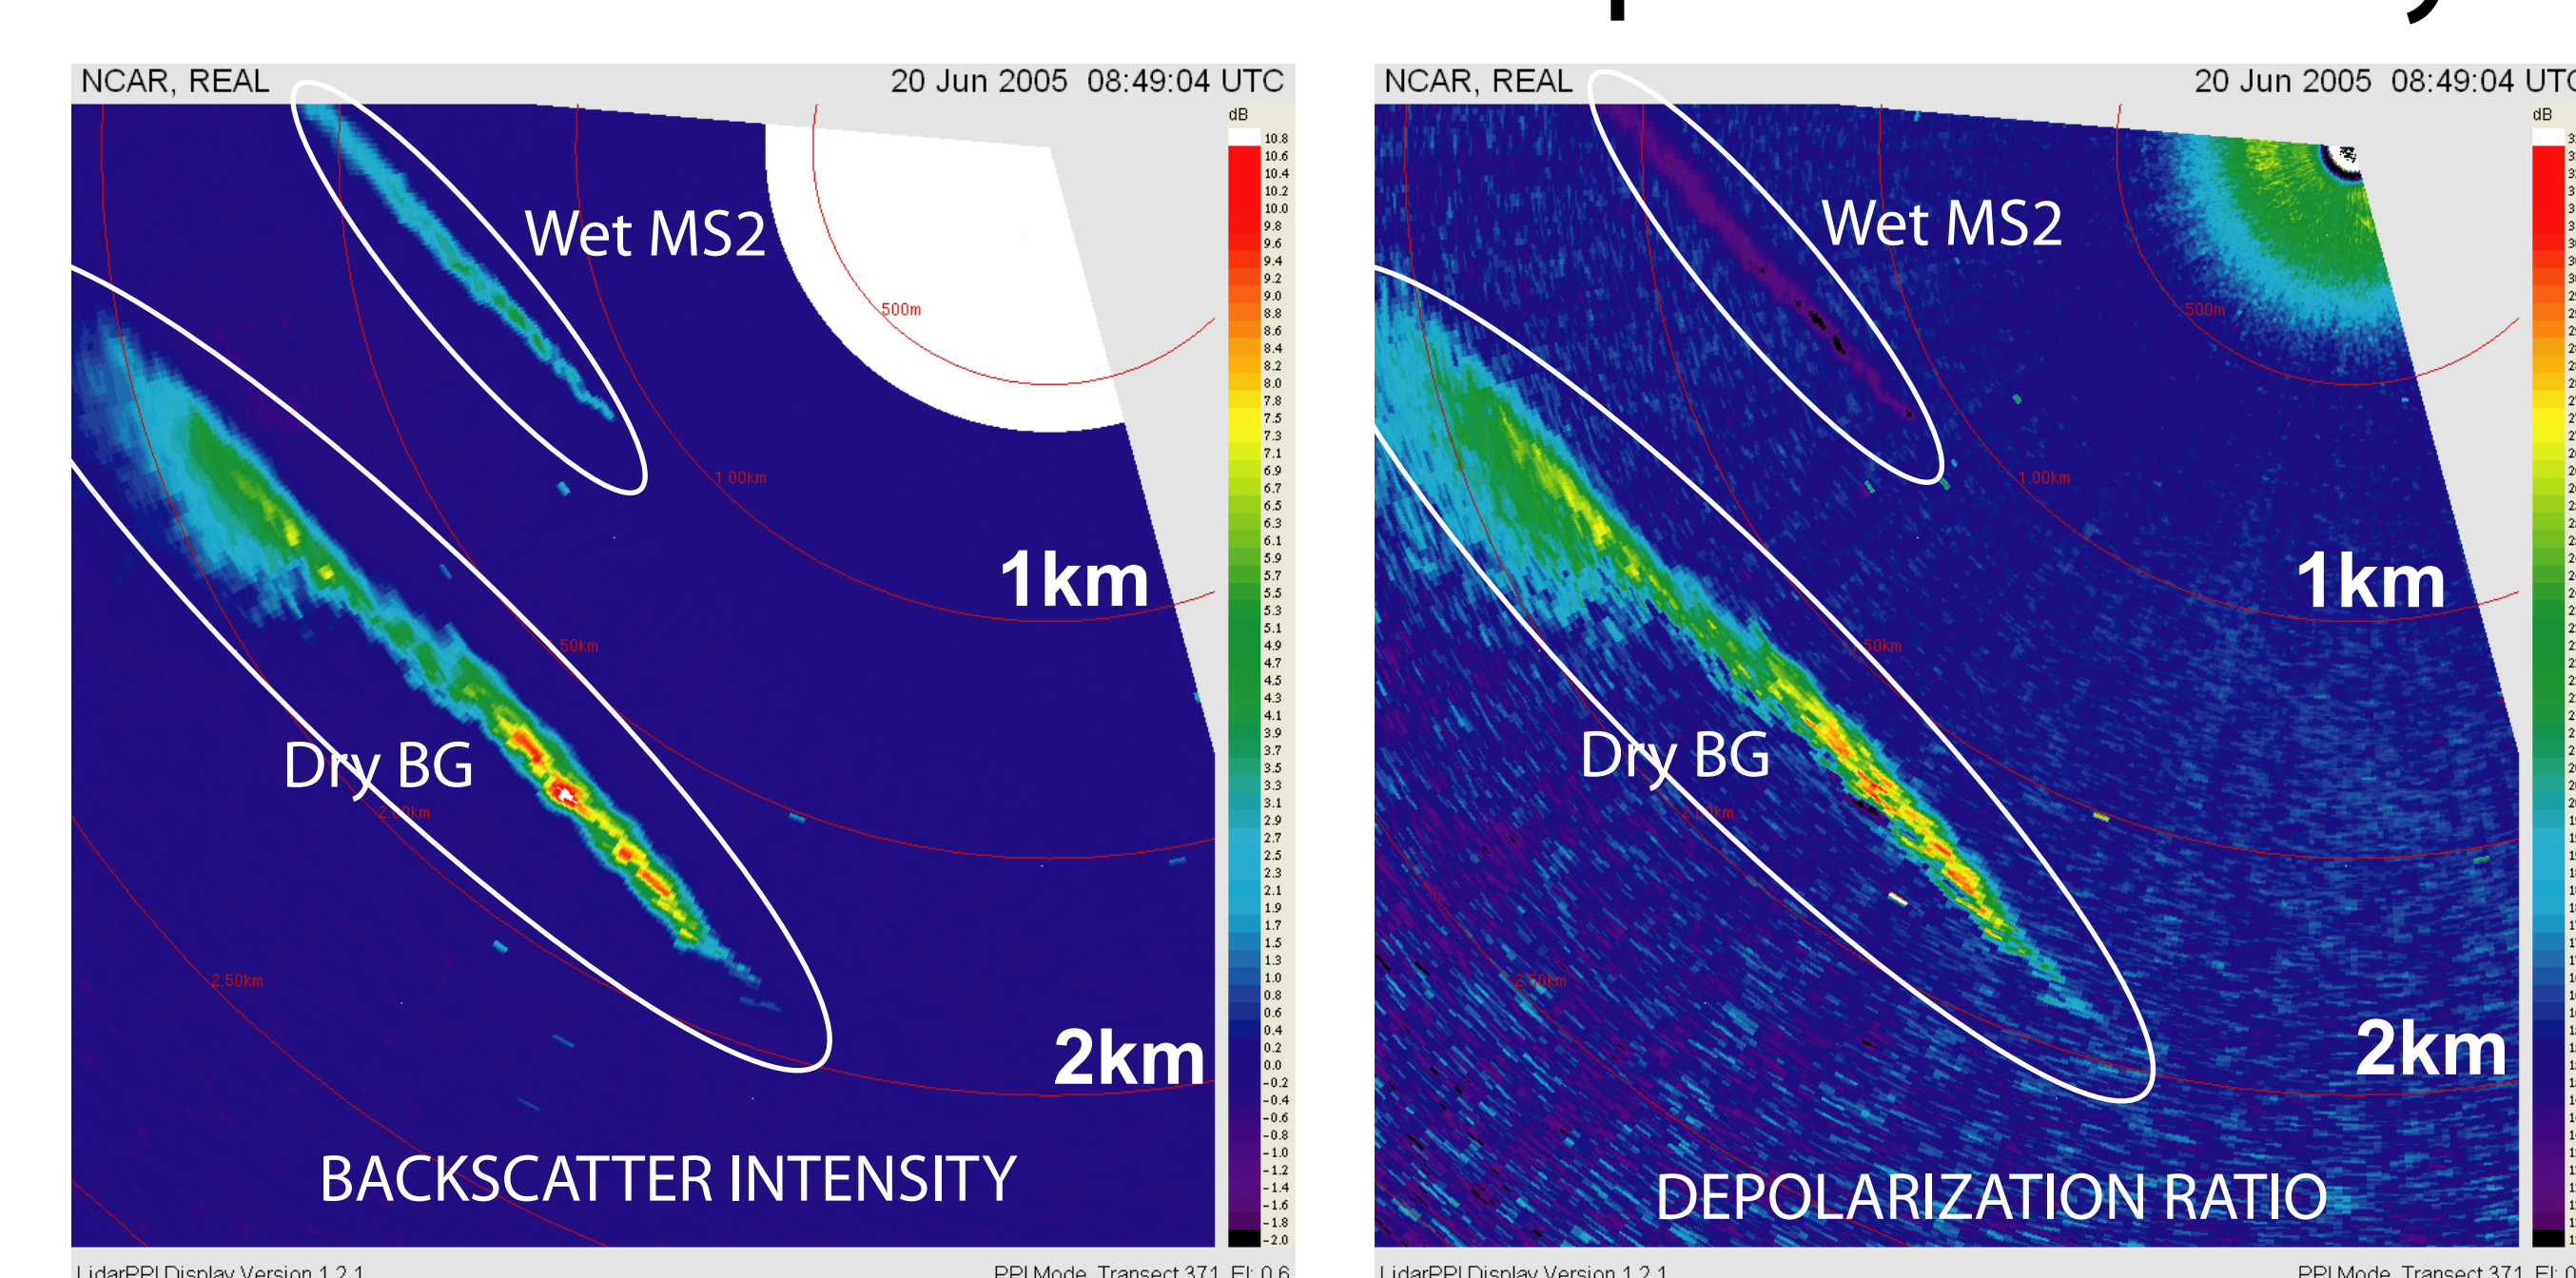 NCAR, REAL
20 Jun 2005 08:49:04 UTC
dB
10.8
10.6
10.4
10.2
10.0
9.8
9.6
9.4
9.2
9.0
8.8
8.6
8.4
8.2
8.0
7.8
7.5
7.3
7.1
6.9
6.7
6.5
6.3
6.1
5.9
5.7
5.5
5.3
5.1
4.9
4.7
4.5
4.3
4.1
3.9
3.7
3.5
3.3
3.1
2.9
2.7
2.5
2.3
2.1
1.9
1.7
1.5
1.3
1.0
0.8
0.6
0.4
0.2
0.0
-0.2
-0.4
-0.6
-0.8
-1.0
-1.2
-1.4
-1.6
-1.8
-2.0
Wet MS2
500m
1.00km
1km
.50km
Dry BG
2.00km
2.50km
2km
BACKSCATTER INTENSITY
LidarPPI Display Version 1.2.1
PPI Mode, Transect 371, El: 0.6
NCAR, REAL
20 Jun 2005 08:49:04 UTC
dB
Wet MS2
500m
1.00km
1km
.50km
Dry BG
2.00km
2.50km
2km
DEPOLARIZATION RATIO
LidarPPI Display Version 1.2.1
PPI Mode, Transect 371, El: 0